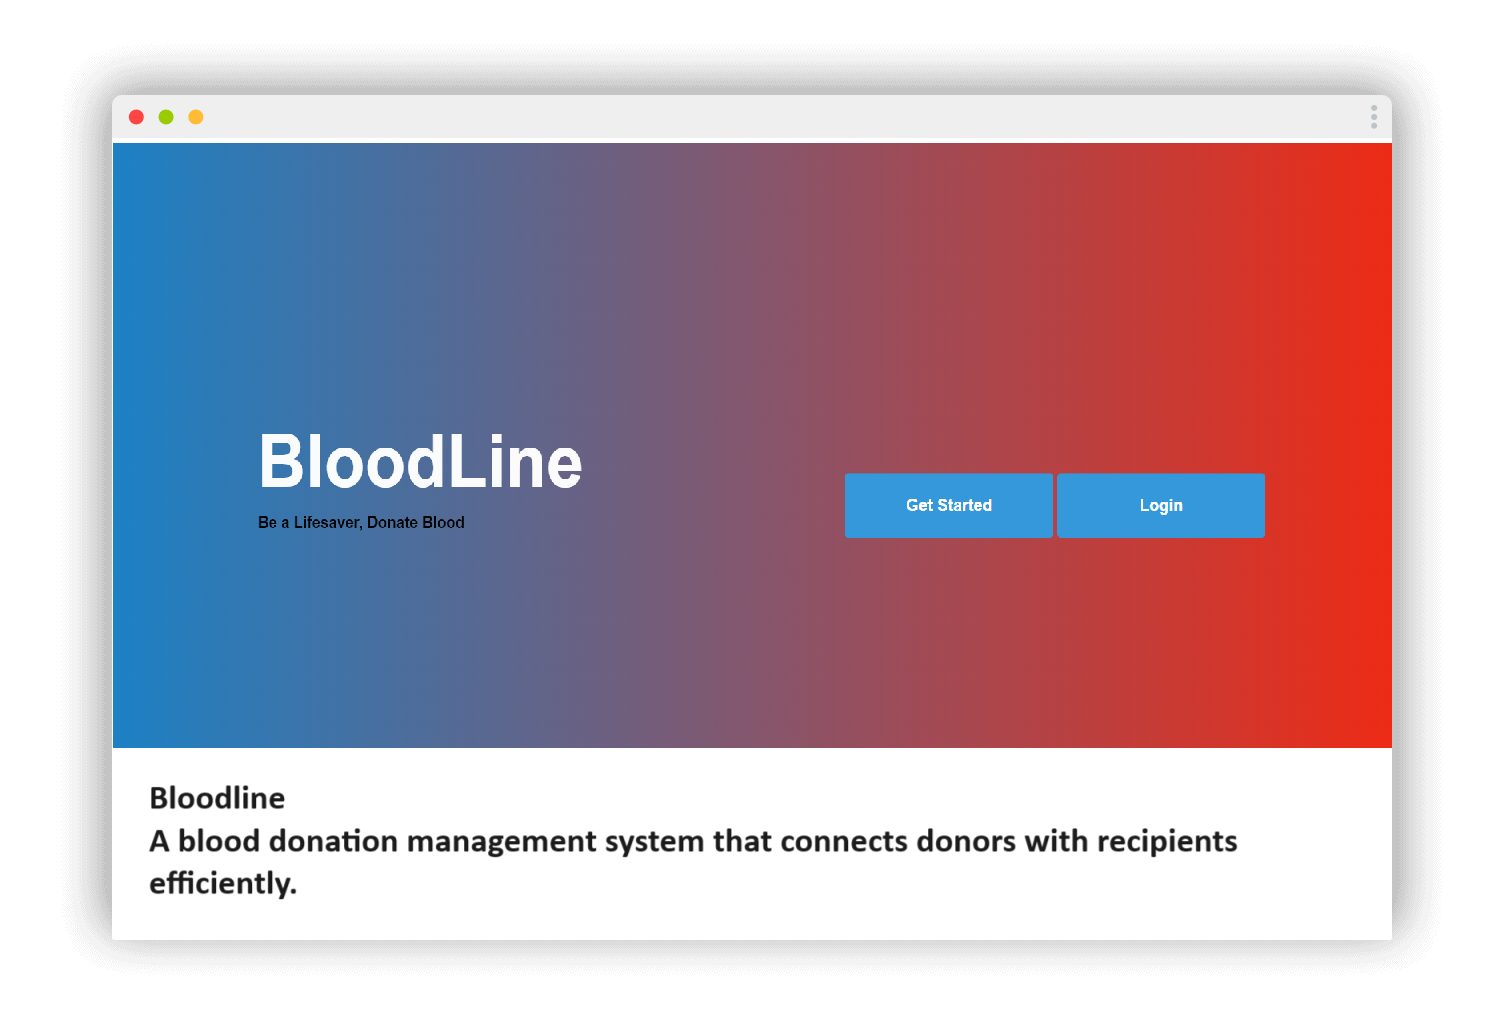 BloodLine
Be a Lifesaver, Donate Blood
Get Started
Login
Bloodline
A blood donation management system that connects donors with recipients
efficiently.